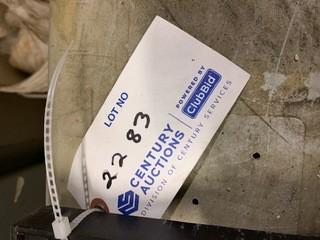 LOT NO
2283
CENTURY
AUCTIONS
DIVISION OF CENTURY SERVICES
POWERED BY
ClubBid